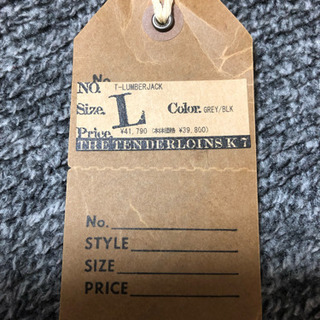 No.
NO. T-LUMBERJACK
Size. L Color. GREY/BLK
Price. ¥41,790 (本体価格 ¥39,800)
THE TENDERLOINS K 7
No.
STYLE
SIZE
PRICE